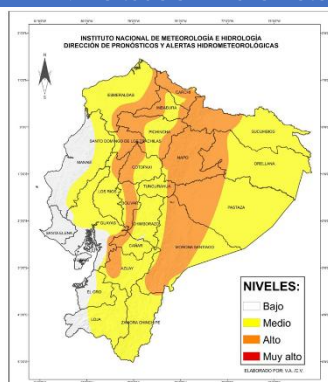 INSTITUTO NACIONAL DE METEOROLOGÍA E HIDROLOGÍA
DIRECCIÓN DE PRONÓSTICOS Y ALERTAS HIDROMETEOROLÓGICAS
N
ESMERALDAS
CARCHI
IMBABURA
SUCUMBIOS
PICHINCHA
SANTO DOMINGO DE LOS TSACHILAS
NAPO
ORELLANA
MANABI
COTOPAXI
TUNGURAHUA
LOS RIOS
PASTAZA
BOLIVAR
GUAYAS
CHIMBORAZO
MORONA SANTIAGO
CAÑAR
AZUAY
EL ORO
LOJA
ZAMORA CHINCHIPE
NIVELES:
Bajo
Medio
Alto
Muy alto
ELABORADO POR: V.A. /D.V.